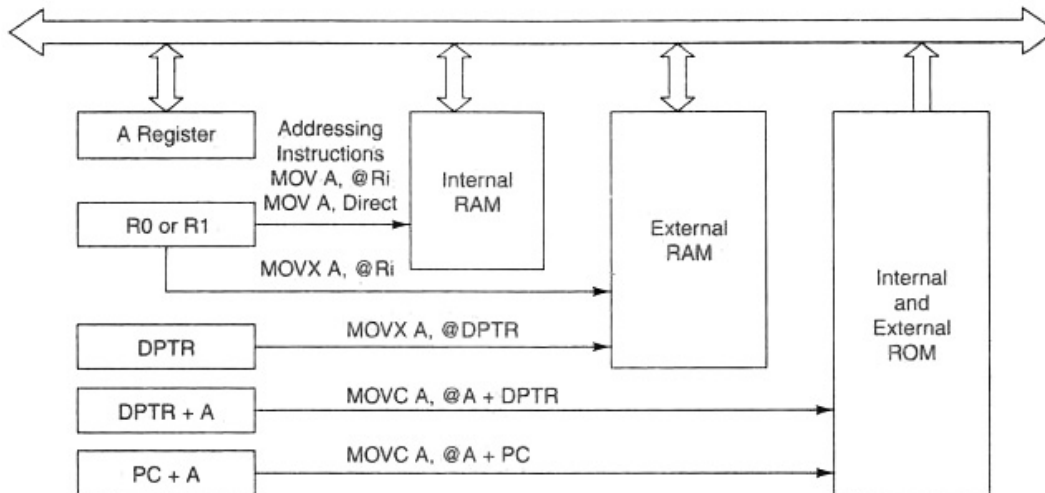 A Register
Addressing
Instructions
MOV A, @Ri
MOV A, Direct
Internal
RAM
R0 or R1
External
RAM
MOVX A, @Ri
Internal
and
External
ROM
DPTR
MOVX A, @DPTR
DPTR + A
MOVC A, @A + DPTR
PC + A
MOVC A, @A + PC